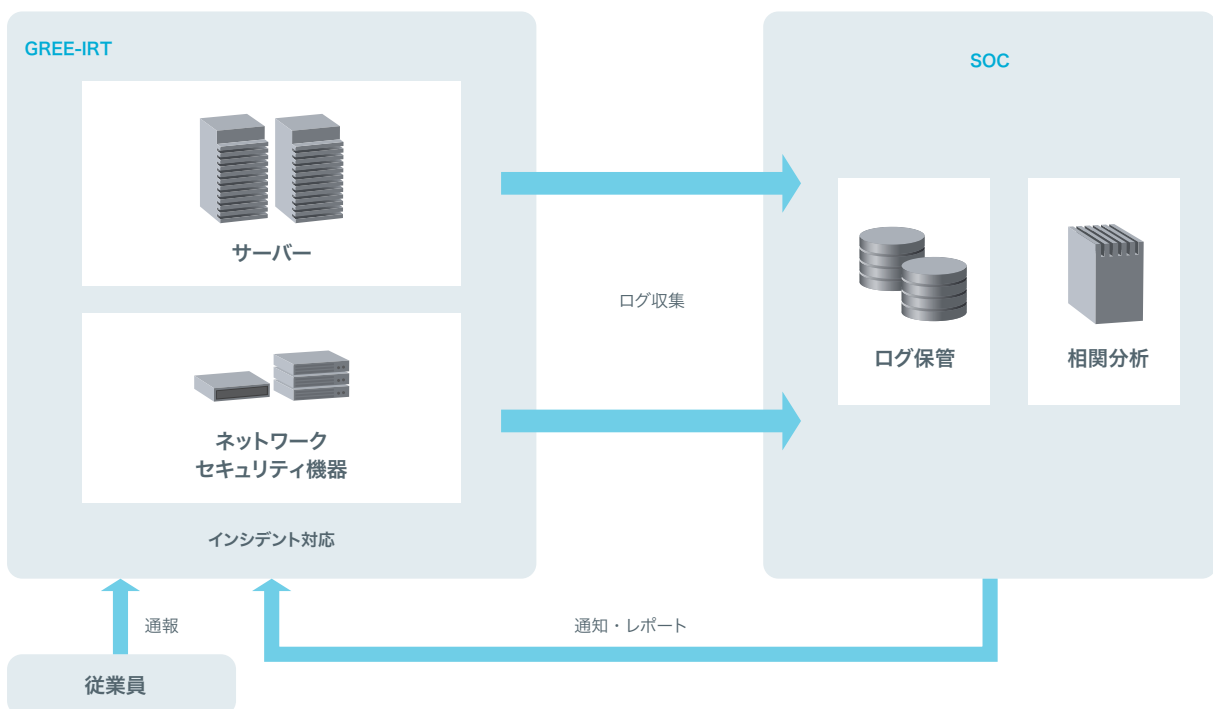 GREE-IRT
サーバー
ネットワーク
セキュリティ機器
インシデント対応
ログ収集
SOC
ログ保管
相関分析
通報
通知・レポート
従業員